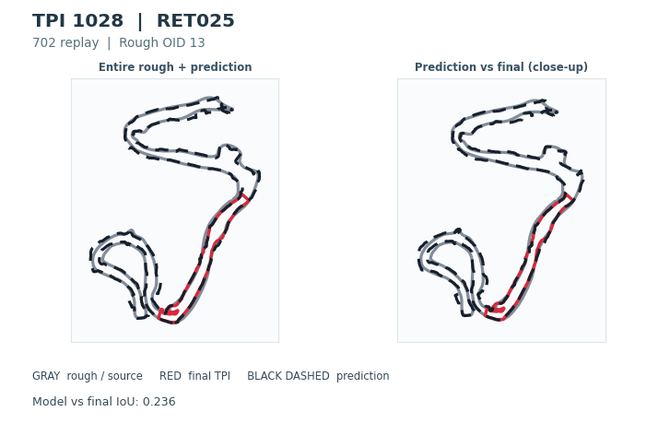 TPI 1028 | RET025
702 replay | Rough OID 13
Entire rough + prediction
Prediction vs final (close-up)
GRAY rough / source RED final TPI BLACK DASHED prediction
Model vs final IoU: 0.236